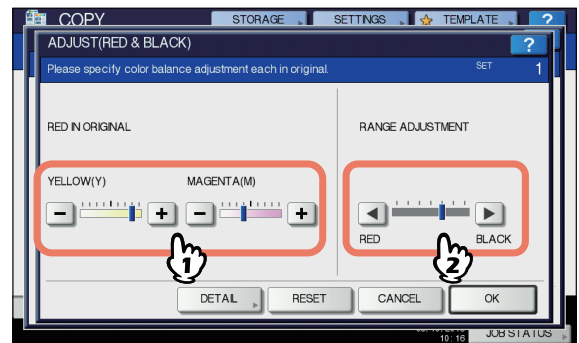 COPY STORAGE SETTINGS TEMPLATE ?
ADJUST(RED & BLACK) ?
Please specify color balance adjustment each in original. SET 1
RED IN ORIGINAL RANGE ADJUSTMENT
YELLOW(Y) MAGENTA(M)
RED BLACK
1 2
DETAIL RESET CANCEL OK
10:16 JOB STATUS